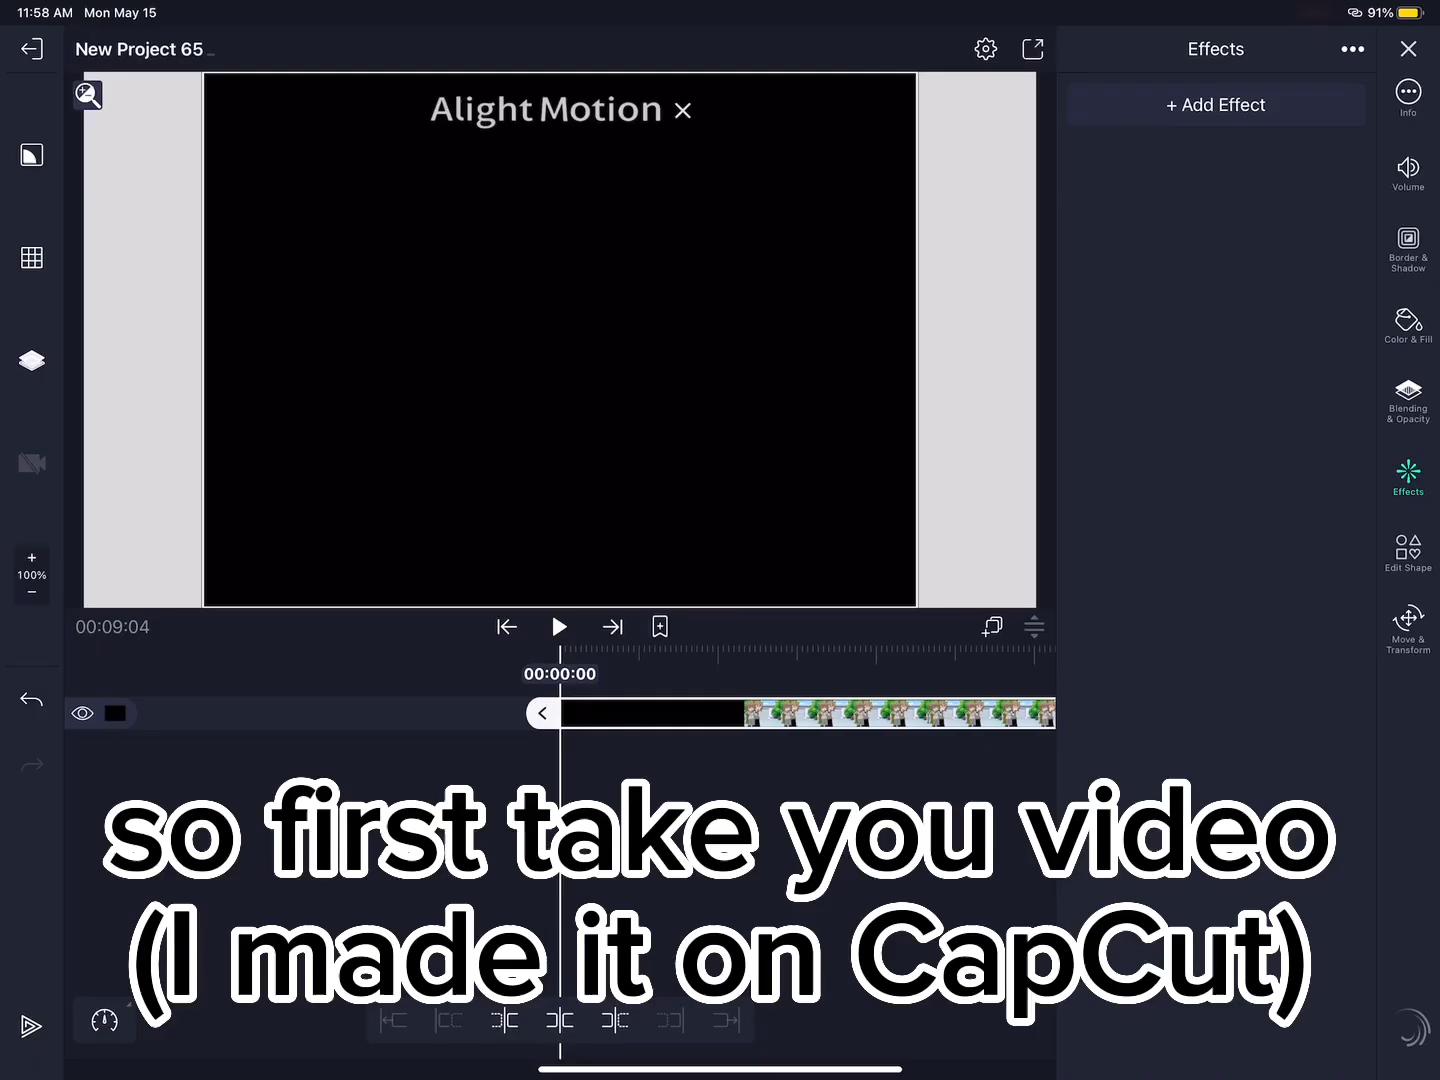 11:58 AM Mon May 15
91%
New Project 65
Effects
+ Add Effect
Alight Motion ×
Info
Volume
Border &
Shadow
Color & Fill
Blending
& Opacity
Effects
Edit Shape
Move &
Transform
+
100%
−
00:09:04
00:00:00
so first take you video
(I made it on CapCut)